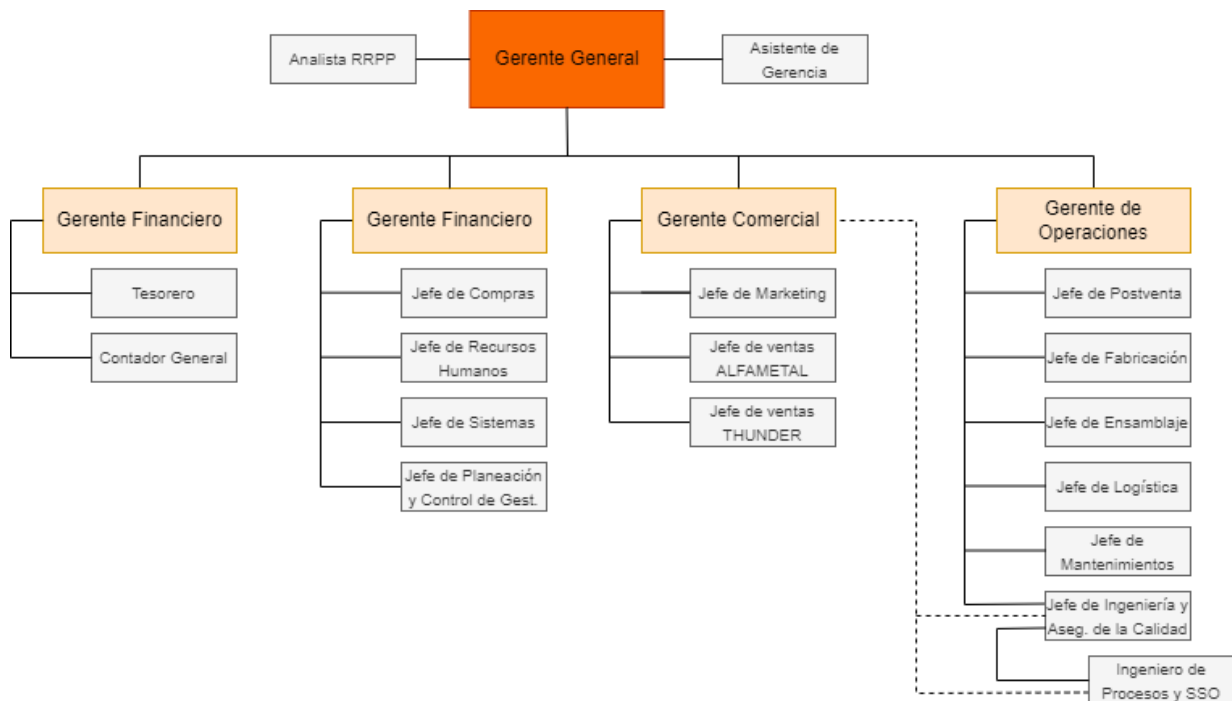 Analista RRPP
Gerente General
Asistente de
Gerencia
Gerente Financiero
Tesorero
Contador General
Gerente Financiero
Jefe de Compras
Jefe de Recursos
Humanos
Jefe de Sistemas
Jefe de Planeación
y Control de Gest.
Gerente Comercial
Jefe de Marketing
Jefe de ventas
ALFAMETAL
Jefe de ventas
THUNDER
Gerente de
Operaciones
Jefe de Postventa
Jefe de Fabricación
Jefe de Ensamblaje
Jefe de Logística
Jefe de
Mantenimientos
Jefe de Ingeniería y
Aseg. de la Calidad
Ingeniero de
Procesos y SSO